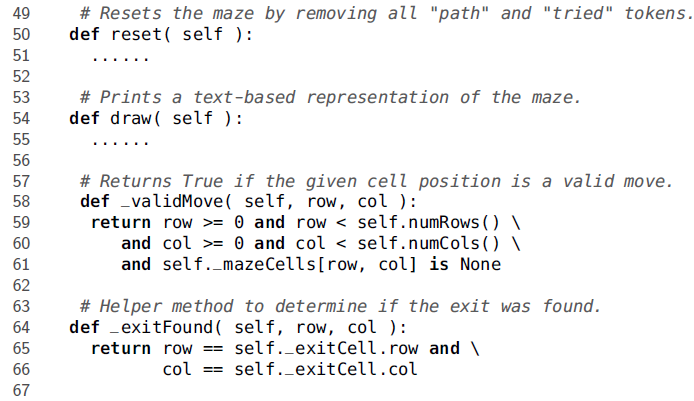 49 # Resets the maze by removing all "path" and "tried" tokens.
50 def reset( self ):
51 ......
52
53 # Prints a text-based representation of the maze.
54 def draw( self ):
55 ......
56
57 # Returns True if the given cell position is a valid move.
58 def _validMove( self, row, col ):
59 return row >= 0 and row < self.numRows() \
60 and col >= 0 and col < self.numCols() \
61 and self._mazeCells[row, col] is None
62
63 # Helper method to determine if the exit was found.
64 def _exitFound( self, row, col ):
65 return row == self._exitCell.row and \
66 col == self._exitCell.col
67